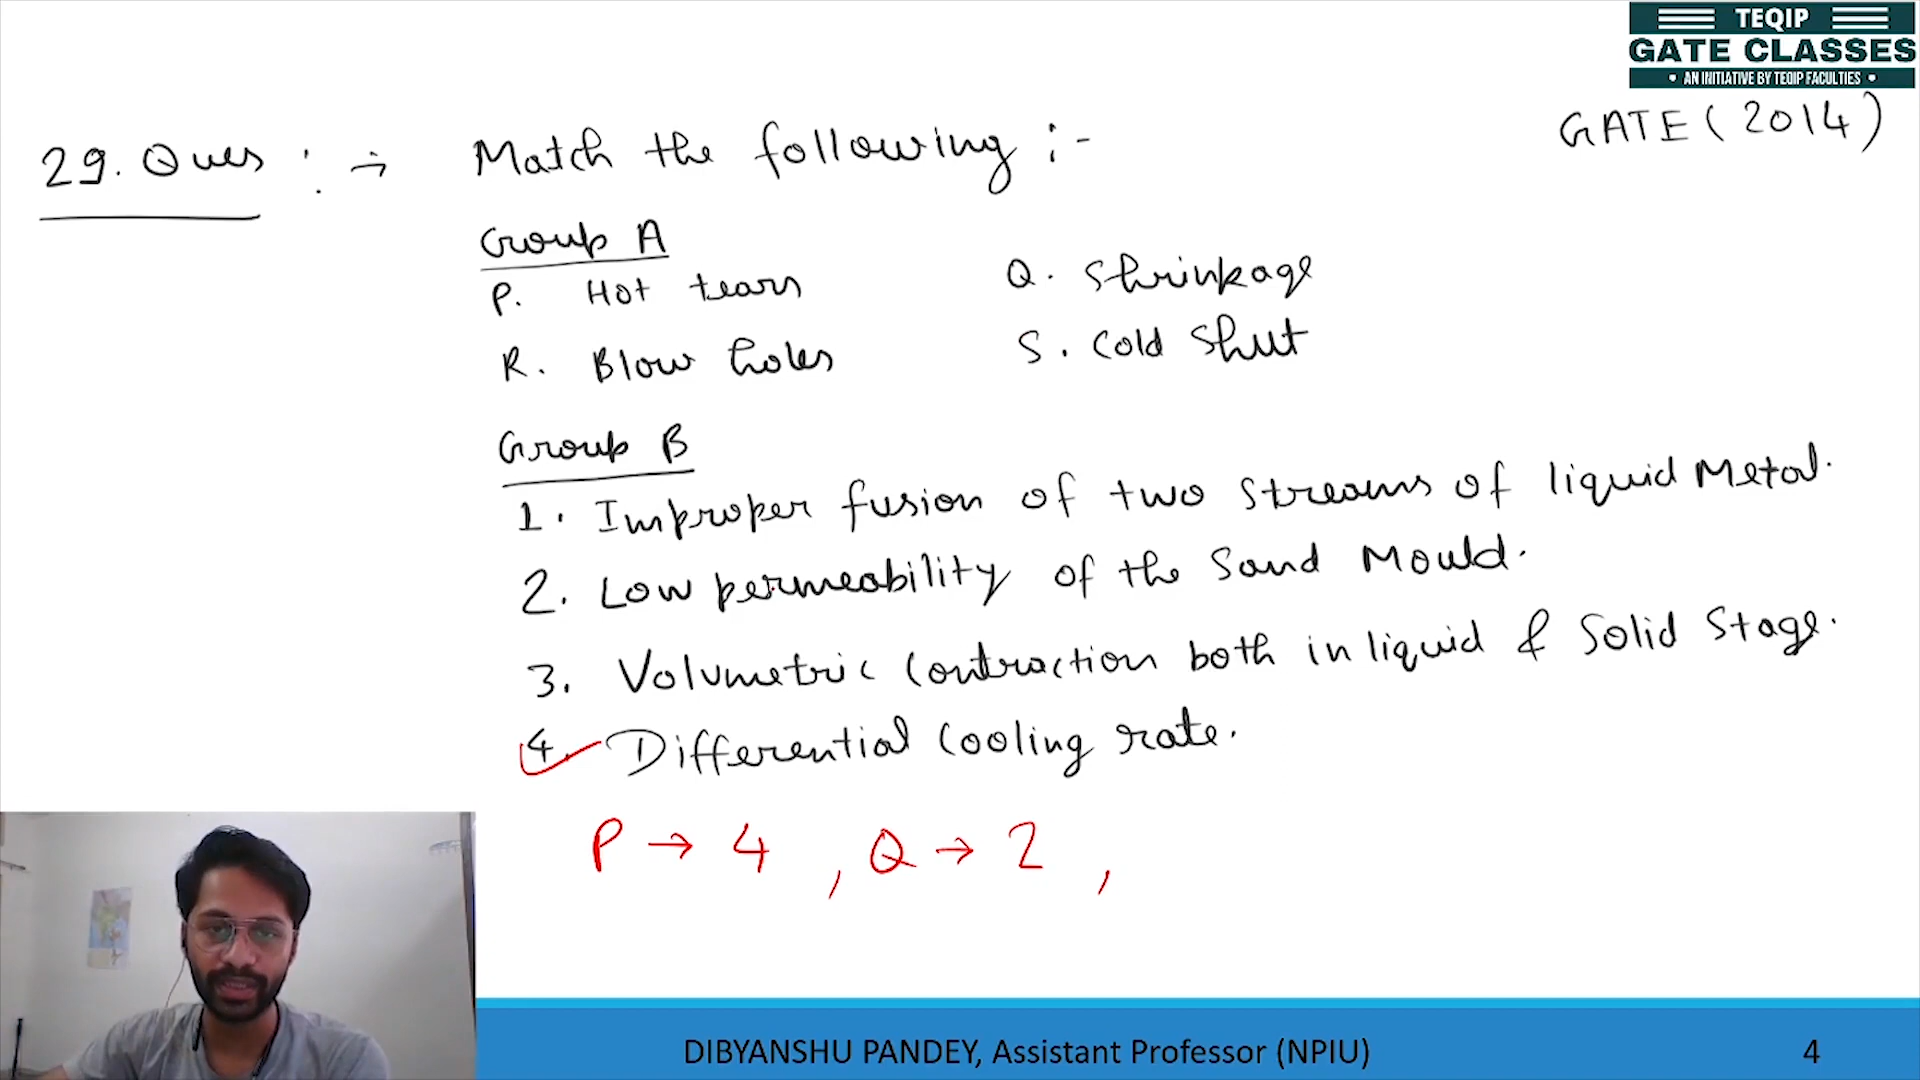 TEQIP
GATE CLASSES
• AN INITIATIVE BY TEQIP FACULTIES •
GATE (2014)
29. Ques :→ Match the following :-
Group A
P. Hot tears
Q. Shrinkage
R. Blow holes
S. Cold Shut
Group B
1. Improper fusion of two streams of liquid Metal.
2. Low permeability of the Sand Mould.
3. Volumetric Contraction both in liquid & Solid Stage.
4. Differential Cooling rate.
P → 4 , Q → 2 ,
DIBYANSHU PANDEY, Assistant Professor (NPIU)
4